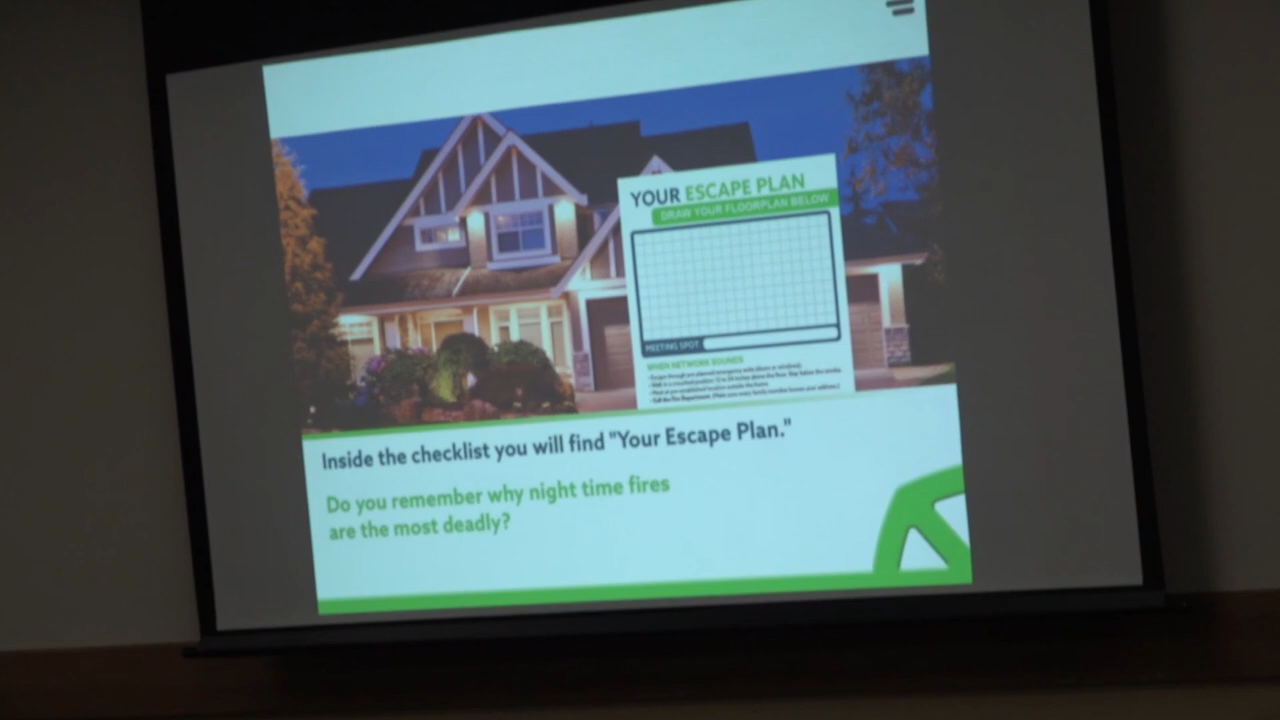 YOUR ESCAPE PLAN
DRAW YOUR FLOORPLAN BELOW
MEETING SPOT
WHEN NETWORK SOUNDS
Inside the checklist you will find "Your Escape Plan."
Do you remember why night time fires
are the most deadly?